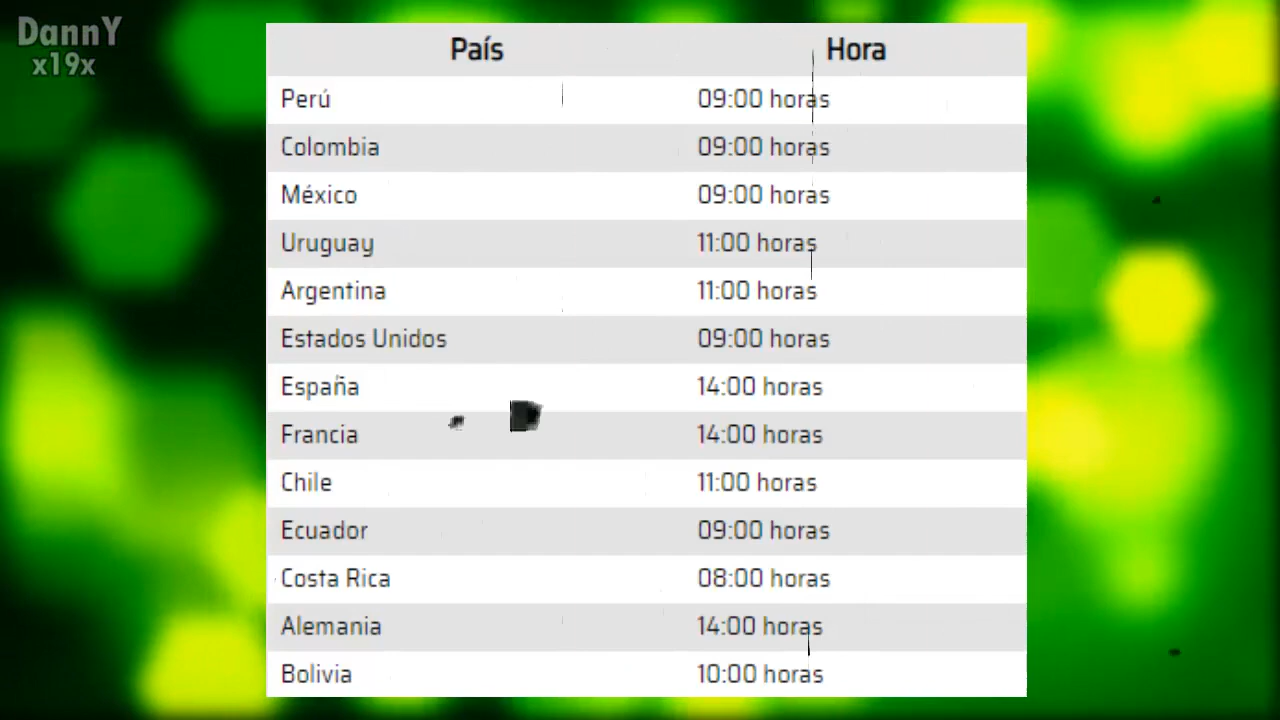 DannY
x19x
País Hora
Perú 09:00 horas
Colombia 09:00 horas
México 09:00 horas
Uruguay 11:00 horas
Argentina 11:00 horas
Estados Unidos 09:00 horas
España 14:00 horas
Francia 14:00 horas
Chile 11:00 horas
Ecuador 09:00 horas
Costa Rica 08:00 horas
Alemania 14:00 horas
Bolivia 10:00 horas